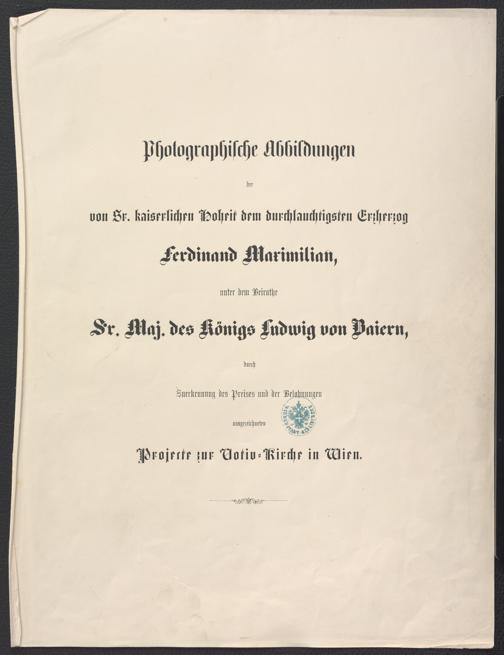 Photographische Abbildungen
der
von Sr. kaiserlichen Hoheit dem durchlauchtigsten Erzherzog
Ferdinand Maximilian,
unter dem Beirathe
Sr. Maj. des Königs Ludwig von Baiern,
durch
Zuerkennung des Preises und der Belohnungen
ausgezeichneten
Projecte zur Votiv-Kirche in Wien.